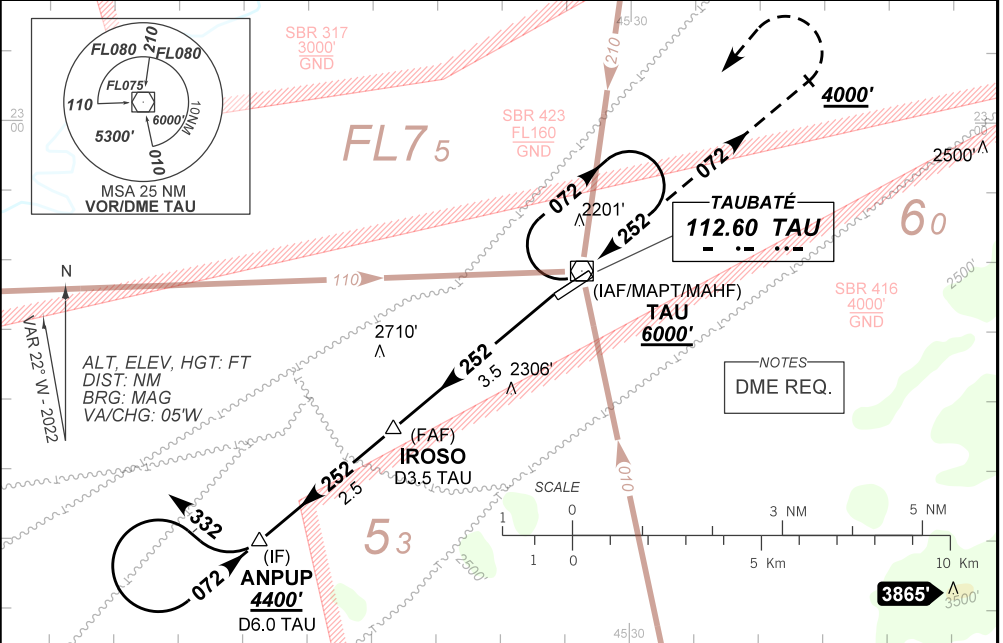 FL080
210
FL080
FL075
110
6000'
10NM
5300'
010
MSA 25 NM
VOR/DME TAU
SBR 317
3000'
GND
45 30
210
4000'
23
00
SBR 423
FL160
GND
FL7 5
23
2500'
072
072
2201'
252
TAUBATÉ
112.60 TAU
6 0
110
(IAF/MAPT/MAHF)
TAU
6000'
SBR 416
4000'
GND
2500'
N
VAR 22° W - 2022
2710'
ALT, ELEV, HGT: FT
DIST: NM
BRG: MAG
VA/CHG: 05'W
252
3.5
2306'
NOTES
DME REQ.
(FAF)
IROSO
D3.5 TAU
252
2.5
010
SCALE
1 0 3 NM 5 NM
1 0 5 Km 10 Km
332
5 3
2500'
072
(IF)
ANPUP
4400'
D6.0 TAU
3865'
3500'
45 30